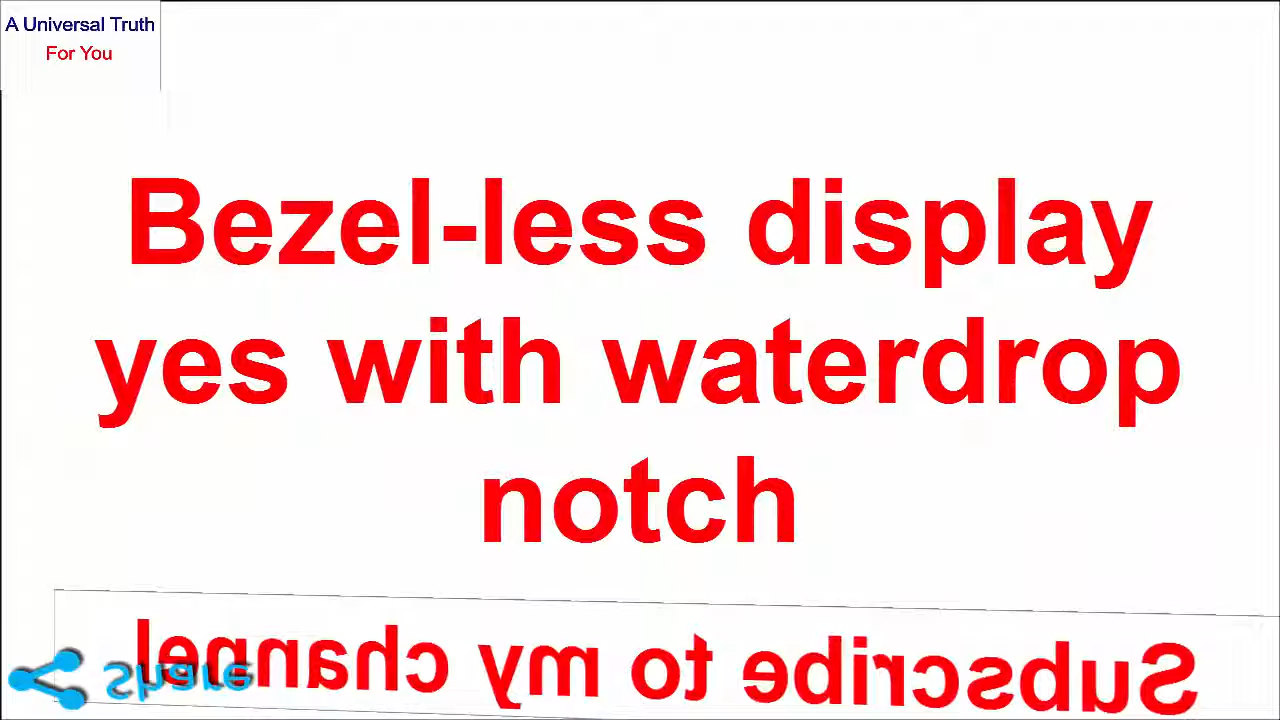 A Universal Truth
For You
Bezel-less display
yes with waterdrop
notch
Subscribe to my channel
share